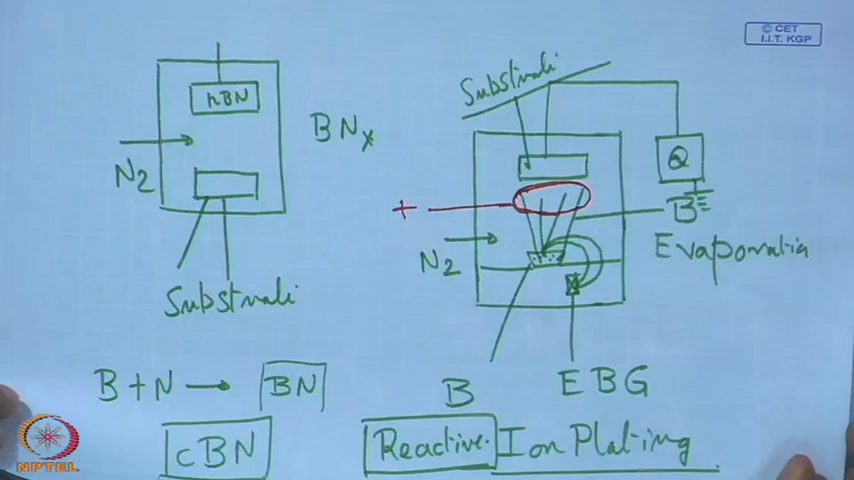 © CET
I.I.T. KGP
hBN
N2
BNx
Substrate
Substrate
Q
+
N2
B
Evaporation
B
EBG
B+N → BN
cBN
Reactive Ion Plating
NPTEL